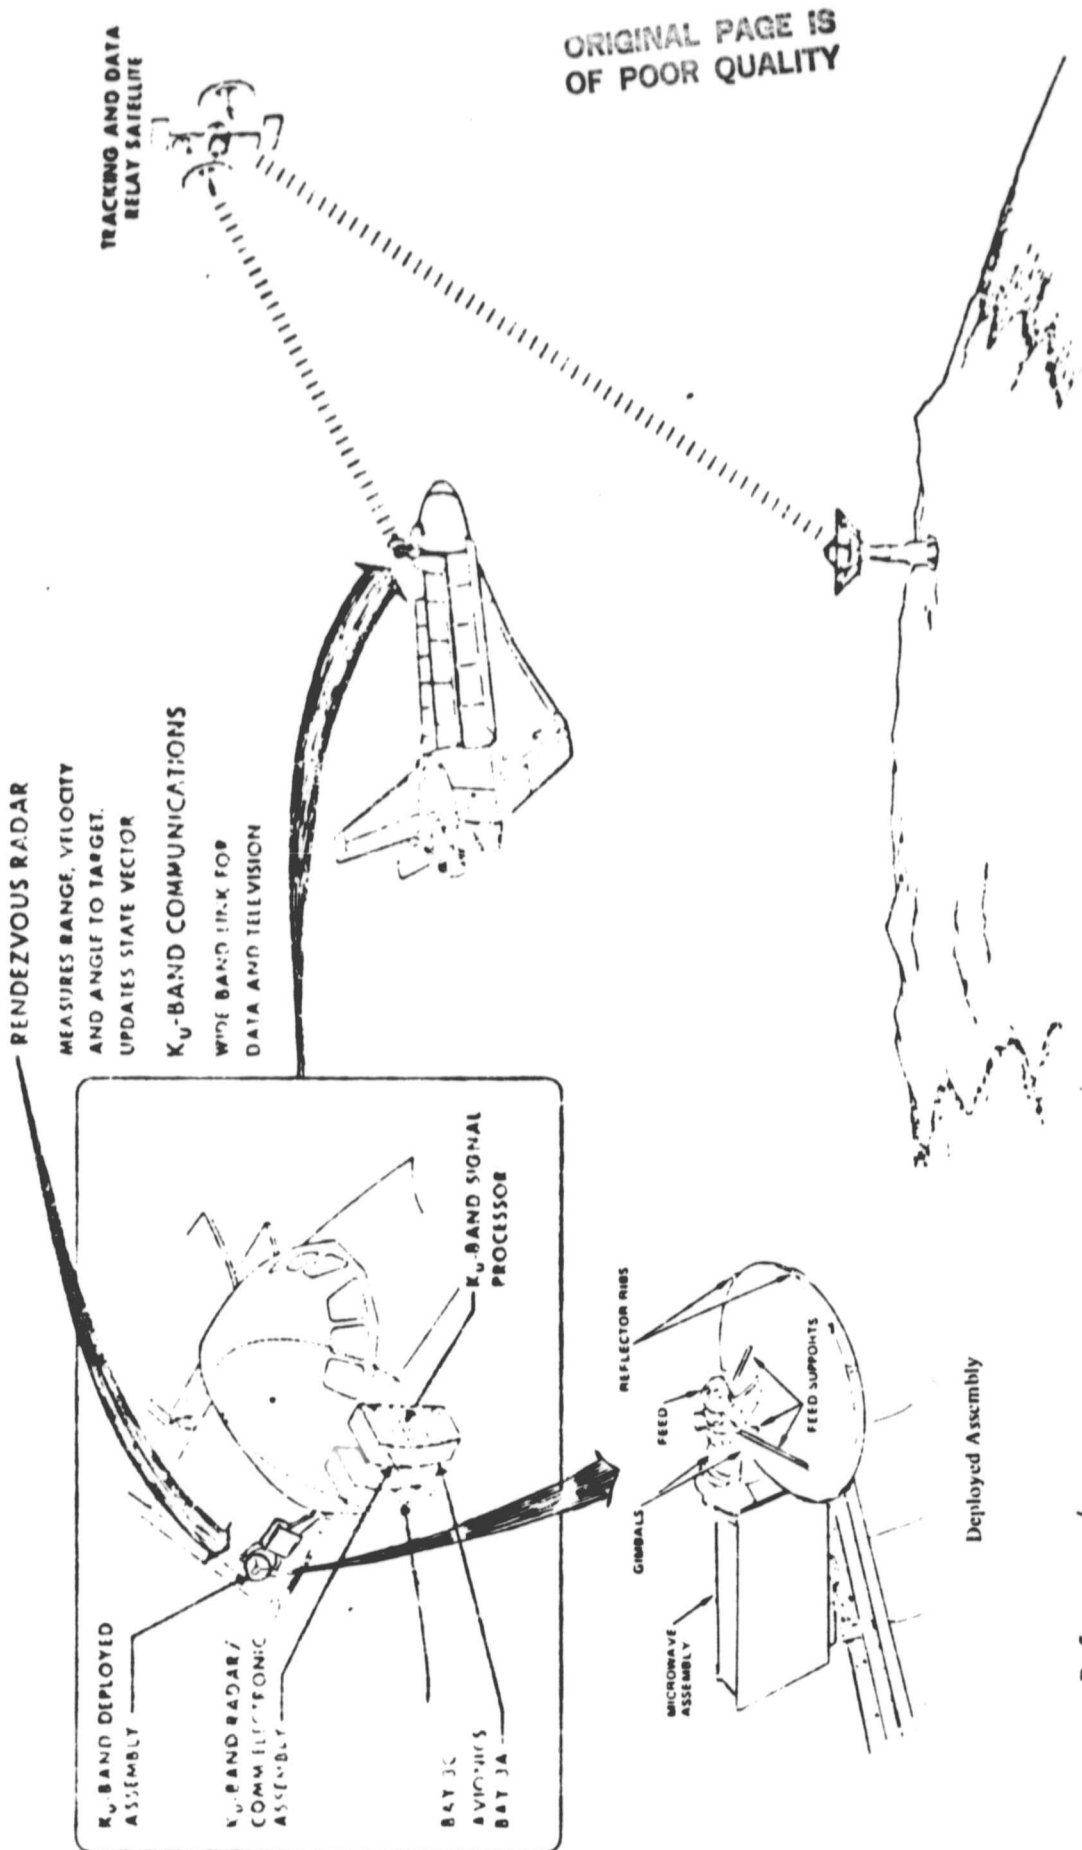 ORIGINAL PAGE IS
OF POOR QUALITY
RENDEZVOUS RADAR
MEASURES RANGE, VELOCITY
AND ANGLE TO TARGET.
UPDATES STATE VECTOR
Ku-BAND COMMUNICATIONS
WIDE BAND LINK FOR
DATA AND TELEVISION
TRACKING AND DATA
RELAY SATELLITE
Ku-BAND DEPLOYED
ASSEMBLY
Ku-BAND RADAR/
COMM ELECTRONIC
ASSEMBLY
BAY 3C
AVIONICS
BAY 3A
Ku-BAND SIGNAL
PROCESSOR
MICROWAVE
ASSEMBLY
GIMBALS
FEED
REFLECTOR RIBS
FEED SUPPORTS
Deployed Assembly